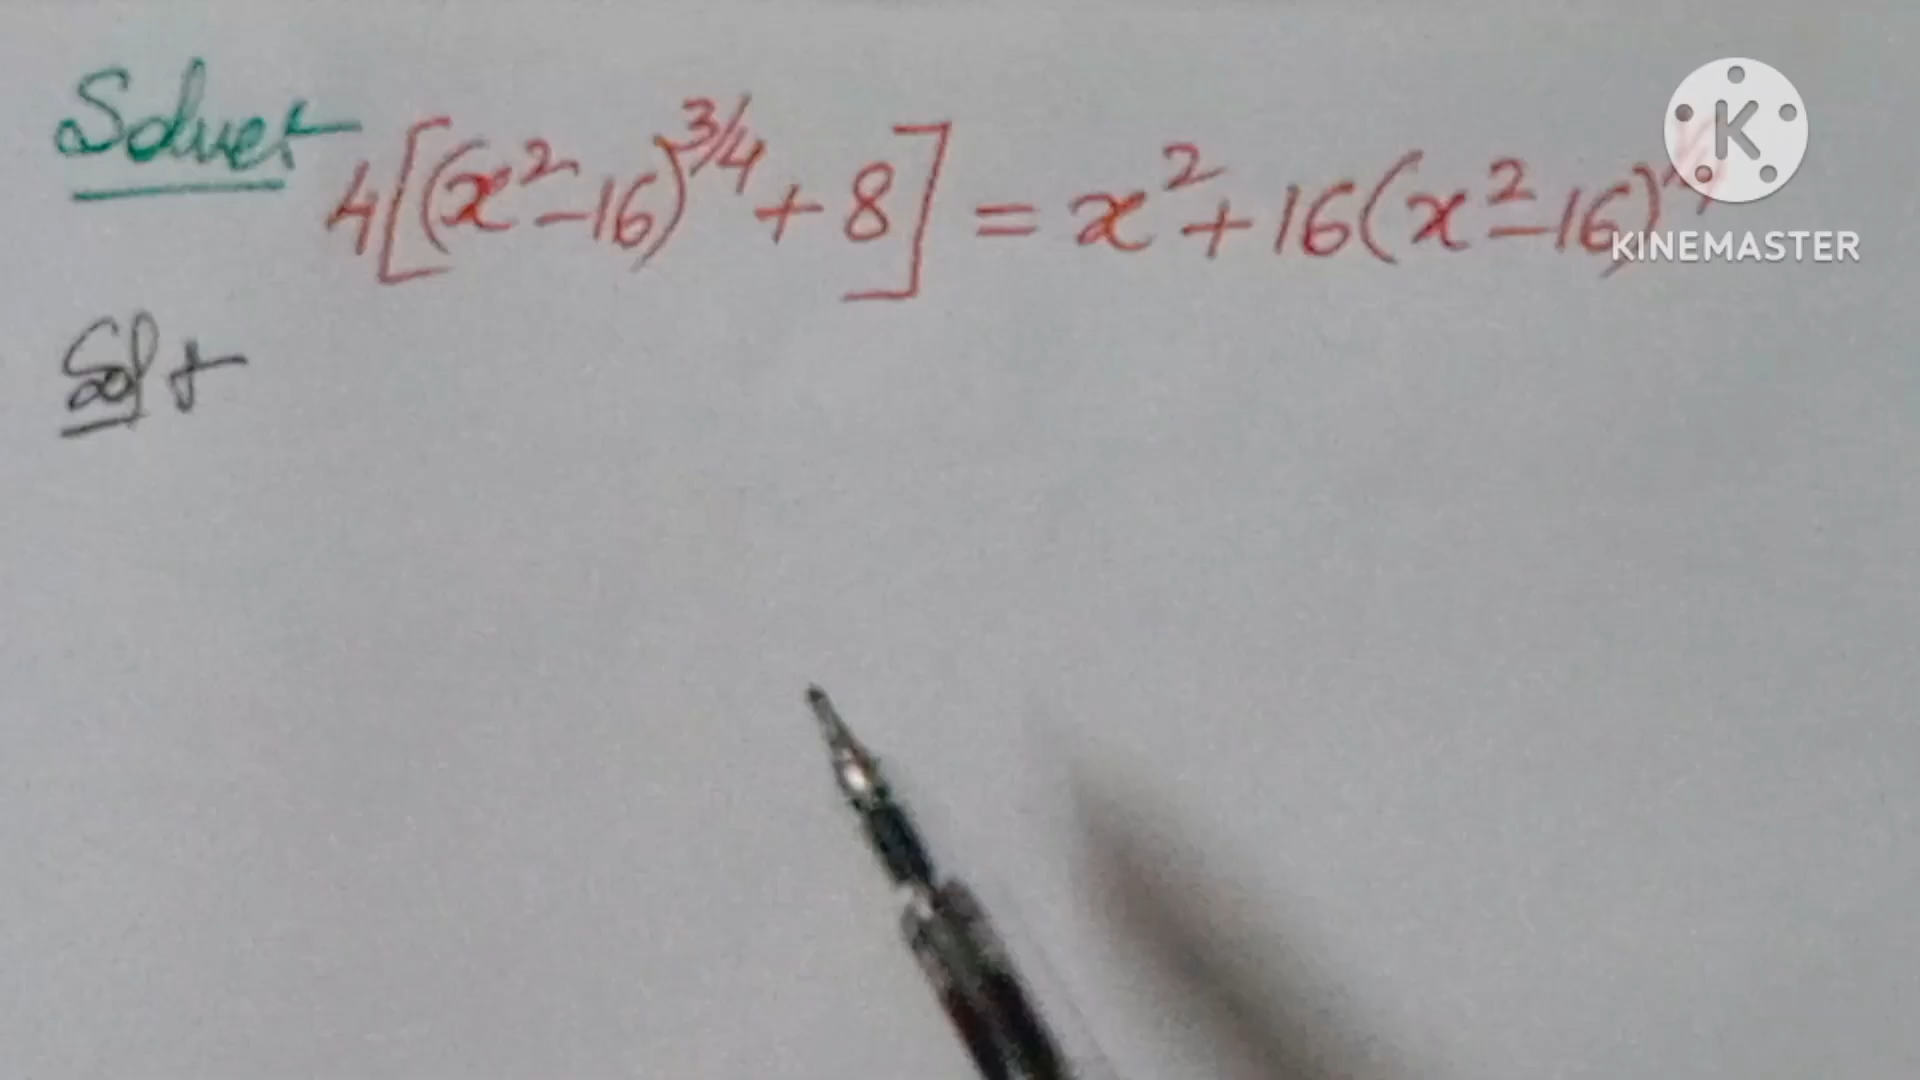 Solve:- 4[(x²-16)^3/4 + 8] = x² + 16(x²-16)
Sol :-
K
KINEMASTER